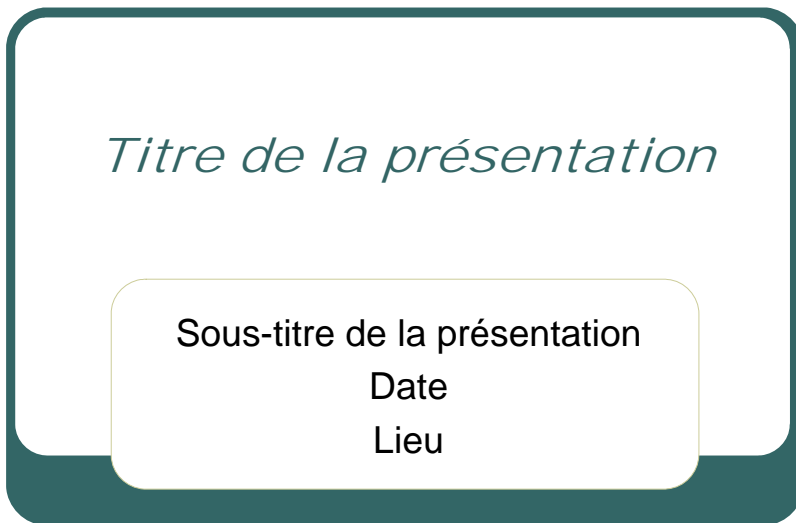 Titre de la présentation
Sous-titre de la présentation
Date
Lieu